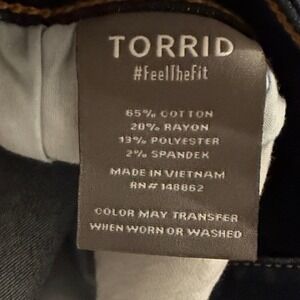 TORRID
#FeelTheFit
65% COTTON
20% RAYON
13% POLYESTER
2% SPANDEX
MADE IN VIETNAM
RN# 148862
COLOR MAY TRANSFER
WHEN WORN OR WASHED